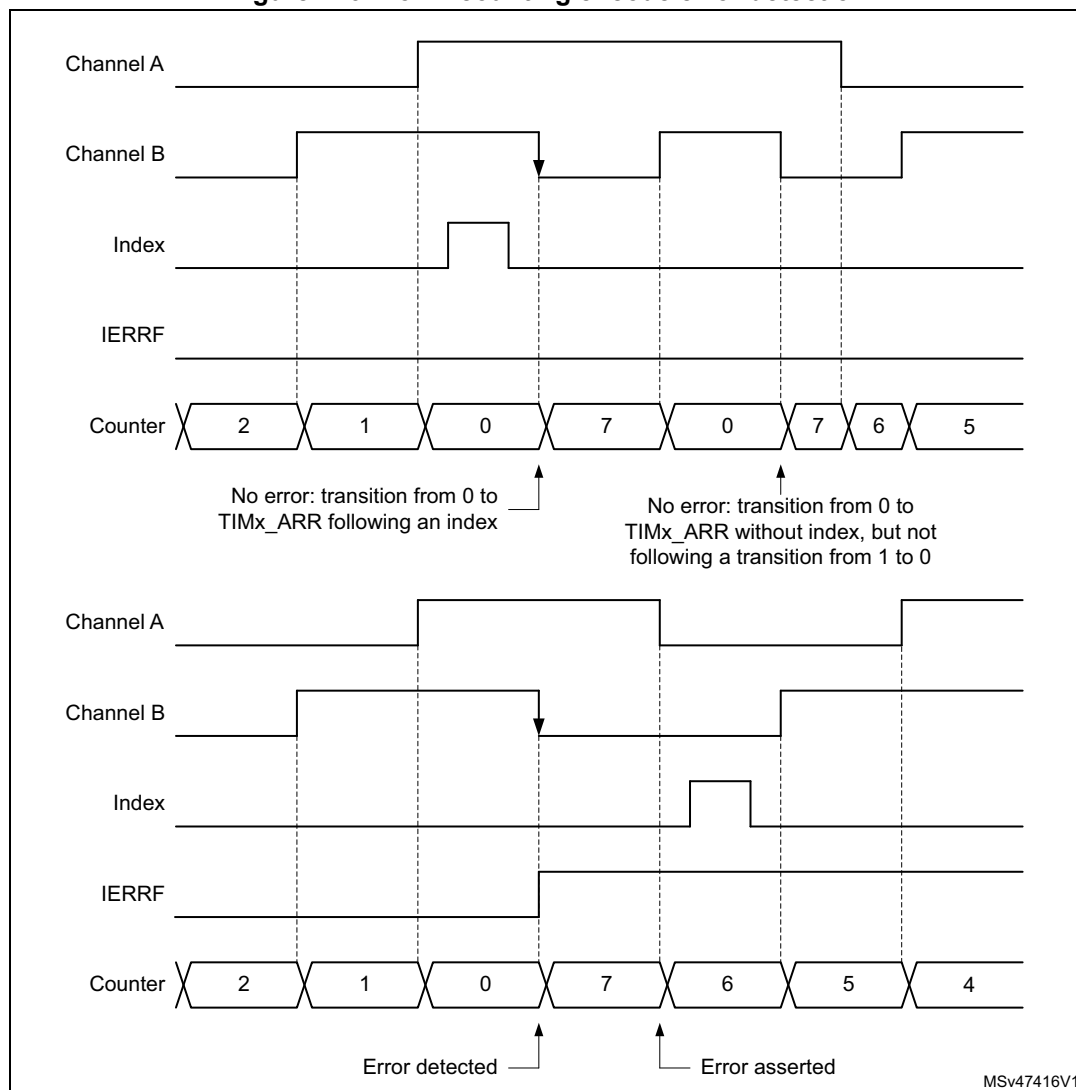 Channel A
Channel B
Index
IERRF
Counter 2 1 0 7 0 7 6 5
No error: transition from 0 to
TIMx_ARR following an index
No error: transition from 0 to
TIMx_ARR without index, but not
following a transition from 1 to 0
Channel A
Channel B
Index
IERRF
Counter 2 1 0 7 6 5 4
Error detected
Error asserted
MSv47416V1